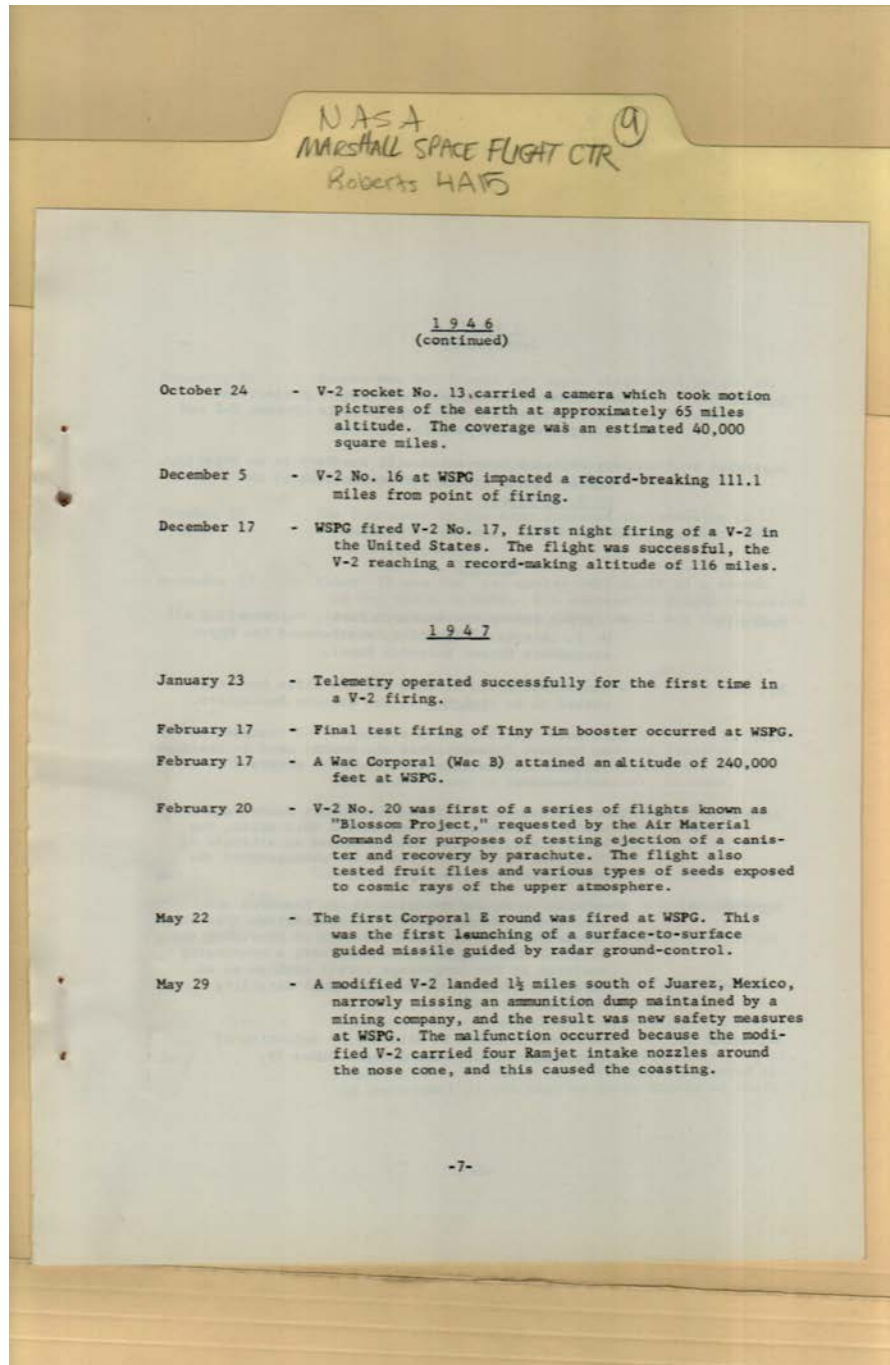 NASA
MARSHALL SPACE FLIGHT CTR
9
Roberts 4A15
1 9 4 6
(continued)
October 24 - V-2 rocket No. 13,carried a camera which took motion
pictures of the earth at approximately 65 miles
altitude. The coverage was an estimated 40,000
square miles.
December 5 - V-2 No. 16 at WSPG impacted a record-breaking 111.1
miles from point of firing.
December 17 - WSPG fired V-2 No. 17, first night firing of a V-2 in
the United States. The flight was successful, the
V-2 reaching a record-making altitude of 116 miles.
1 9 4 7
January 23 - Telemetry operated successfully for the first time in
a V-2 firing.
February 17 - Final test firing of Tiny Tim booster occurred at WSPG.
February 17 - A Wac Corporal (Wac B) attained an altitude of 240,000
feet at WSPG.
February 20 - V-2 No. 20 was first of a series of flights known as
"Blossom Project," requested by the Air Material
Command for purposes of testing ejection of a canis-
ter and recovery by parachute. The flight also
tested fruit flies and various types of seeds exposed
to cosmic rays of the upper atmosphere.
May 22 - The first Corporal E round was fired at WSPG. This
was the first launching of a surface-to-surface
guided missile guided by radar ground-control.
May 29 - A modified V-2 landed 1½ miles south of Juarez, Mexico,
narrowly missing an ammunition dump maintained by a
mining company, and the result was new safety measures
at WSPG. The malfunction occurred because the modi-
fied V-2 carried four Ramjet intake nozzles around
the nose cone, and this caused the coasting.
-7-